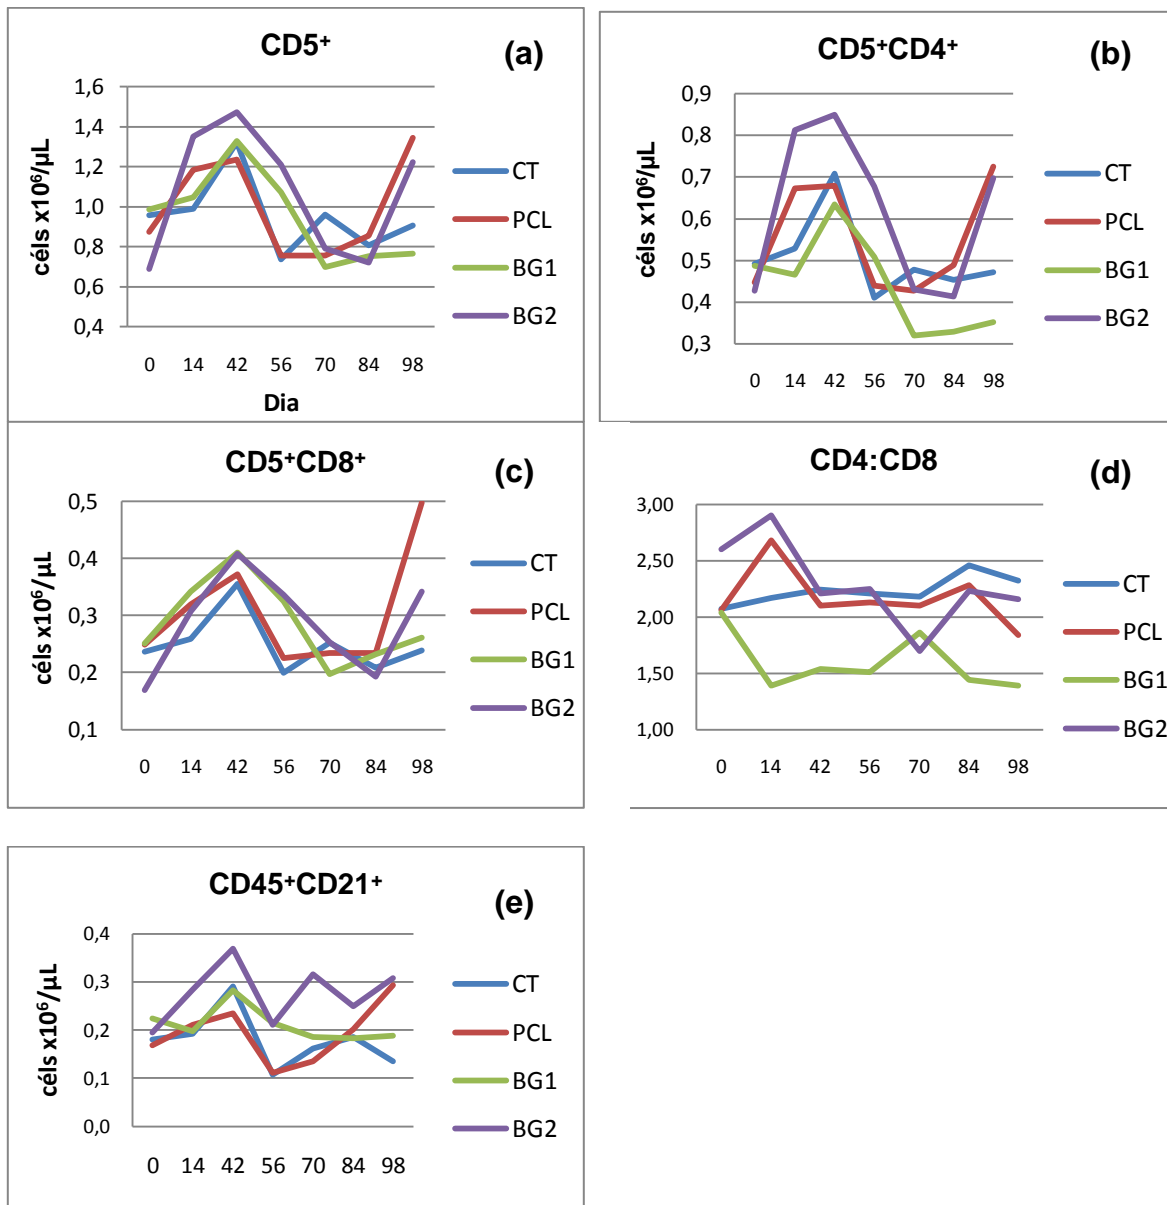 CD5⁺
(a)
céls x10⁶/µL
1,6
1,4
1,2
1,0
0,8
0,6
0,4
0 14 42 56 70 84 98
Dia
CT
PCL
BG1
BG2
CD5⁺CD4⁺
(b)
céls x10⁶/µL
0,9
0,8
0,7
0,6
0,5
0,4
0,3
0 14 42 56 70 84 98
CT
PCL
BG1
BG2
CD5⁺CD8⁺
(c)
céls x10⁶/µL
0,5
0,4
0,3
0,2
0,1
0 14 42 56 70 84 98
CT
PCL
BG1
BG2
CD4:CD8
(d)
3,00
2,50
2,00
1,50
1,00
0 14 42 56 70 84 98
CT
PCL
BG1
BG2
CD45⁺CD21⁺
(e)
céls x10⁶/µL
0,4
0,3
0,2
0,1
0,0
0 14 42 56 70 84 98
CT
PCL
BG1
BG2